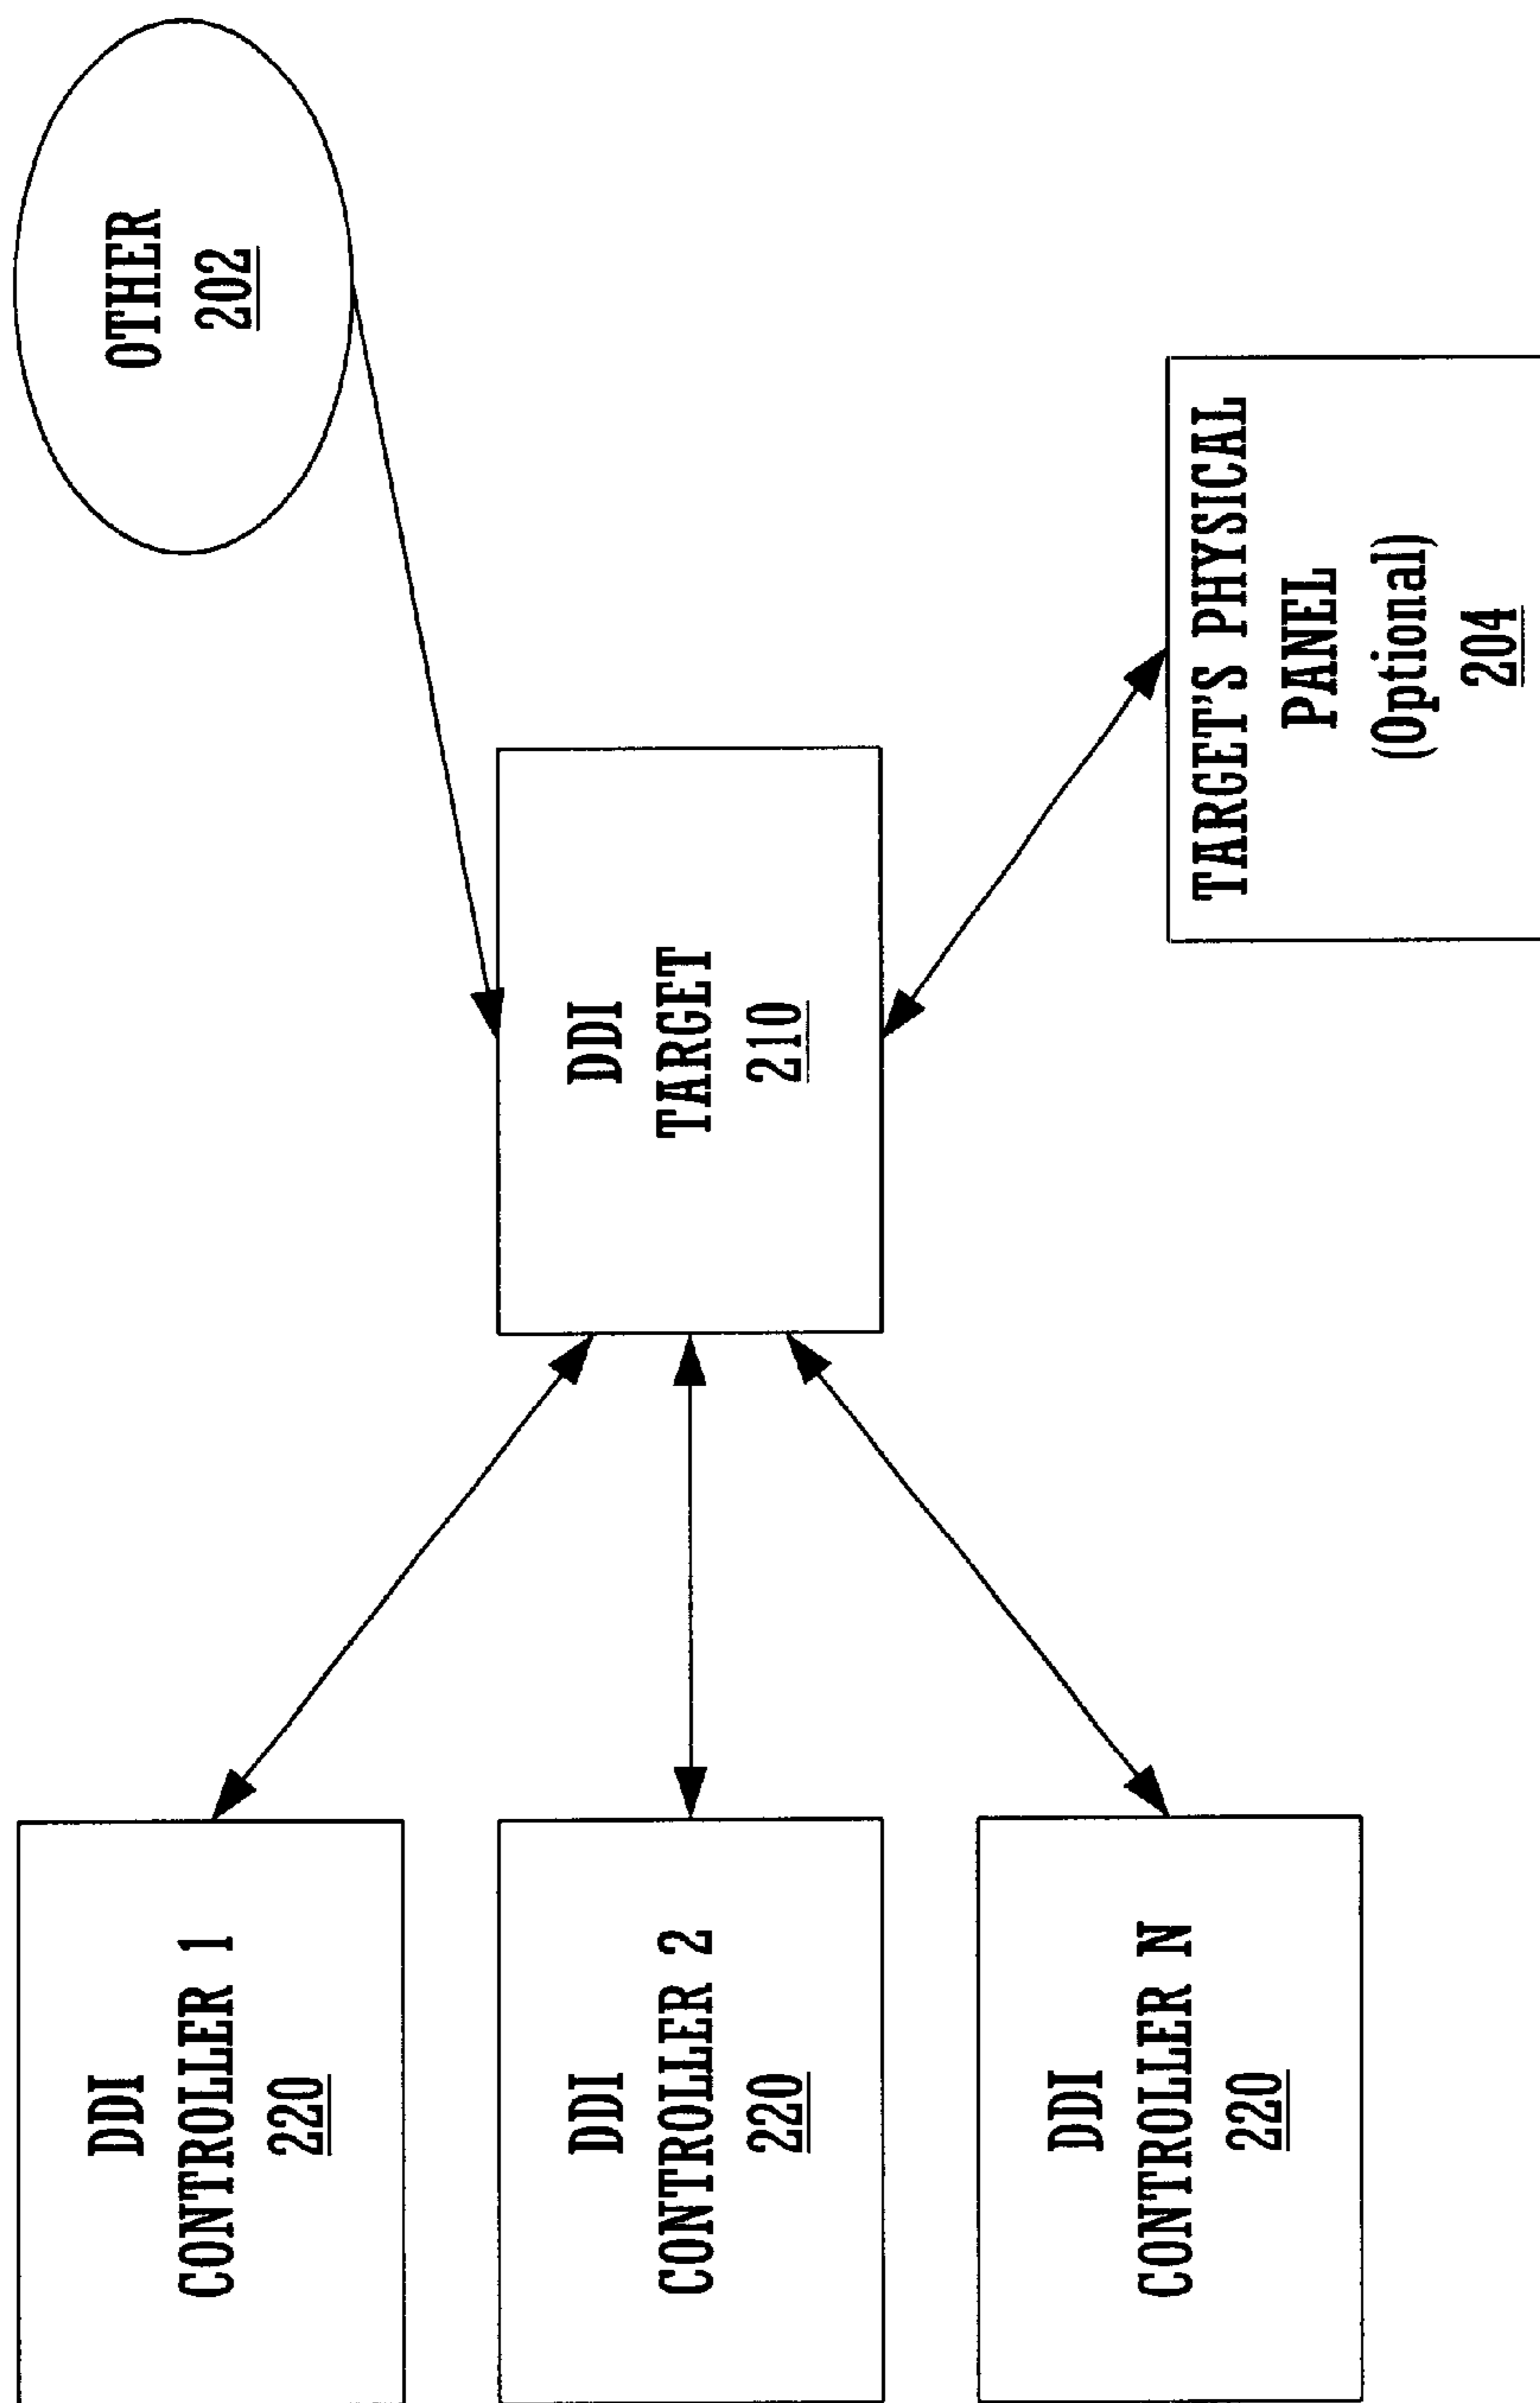 DDI
CONTROLLER 1
220
DDI
CONTROLLER 2
220
DDI
CONTROLLER N
220
DDI
TARGET
210
OTHER
202
TARGET'S PHYSICAL
PANEL
(Optional)
204